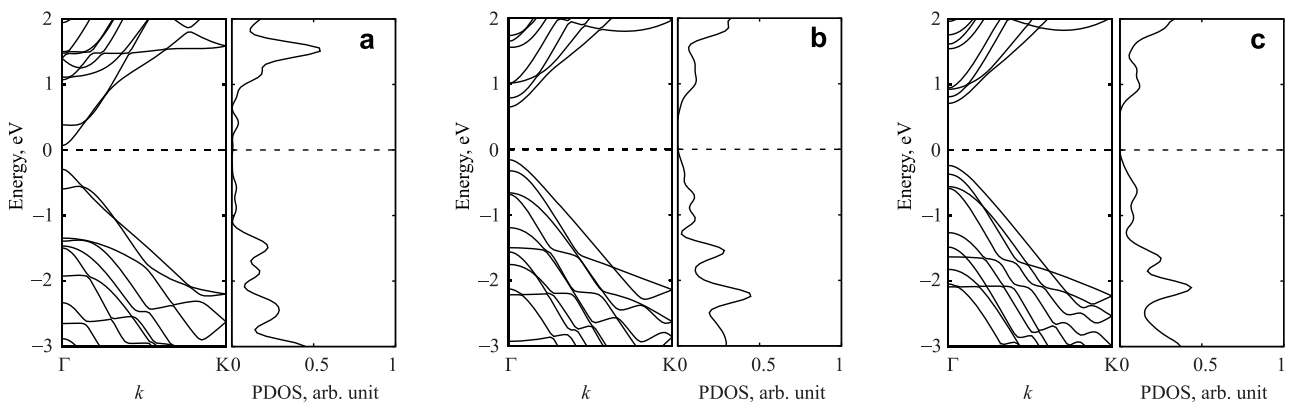 a
Energy, eV
2
1
0
−1
−2
−3
Γ
K
0
0.5
1
k
PDOS, arb. unit
b
Energy, eV
2
1
0
−1
−2
−3
Γ
K
0
0.5
1
k
PDOS, arb. unit
c
Energy, eV
2
1
0
−1
−2
−3
Γ
K
0
0.5
1
k
PDOS, arb. unit